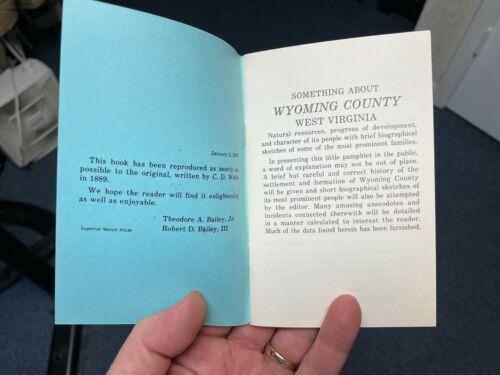 January 1,
This book has been reproduced as nearly as
possible to the original, written by C. D.
in 1889.
We hope the reader will find it enlightening
as well as enjoyable.
Theodore A. Bailey, Jr.
Robert D. Bailey, III
Superior-Welch
SOMETHING ABOUT
WYOMING COUNTY
WEST VIRGINIA
Natural resources, progress of development,
and character of its people with brief biographical
sketches of some of the most prominent families.
In presenting this little pamphlet in the public,
a word of explanation may not be out of place.
A brief but careful and correct history of the
settlement and formation of Wyoming County
will be given and short biographical sketches of
its most prominent people will also be attempted
by the editor. Many amusing anecdotes and
incidents connected therewith will be detailed
in a manner calculated to interest the reader.
Much of the data found herein has been furnished.